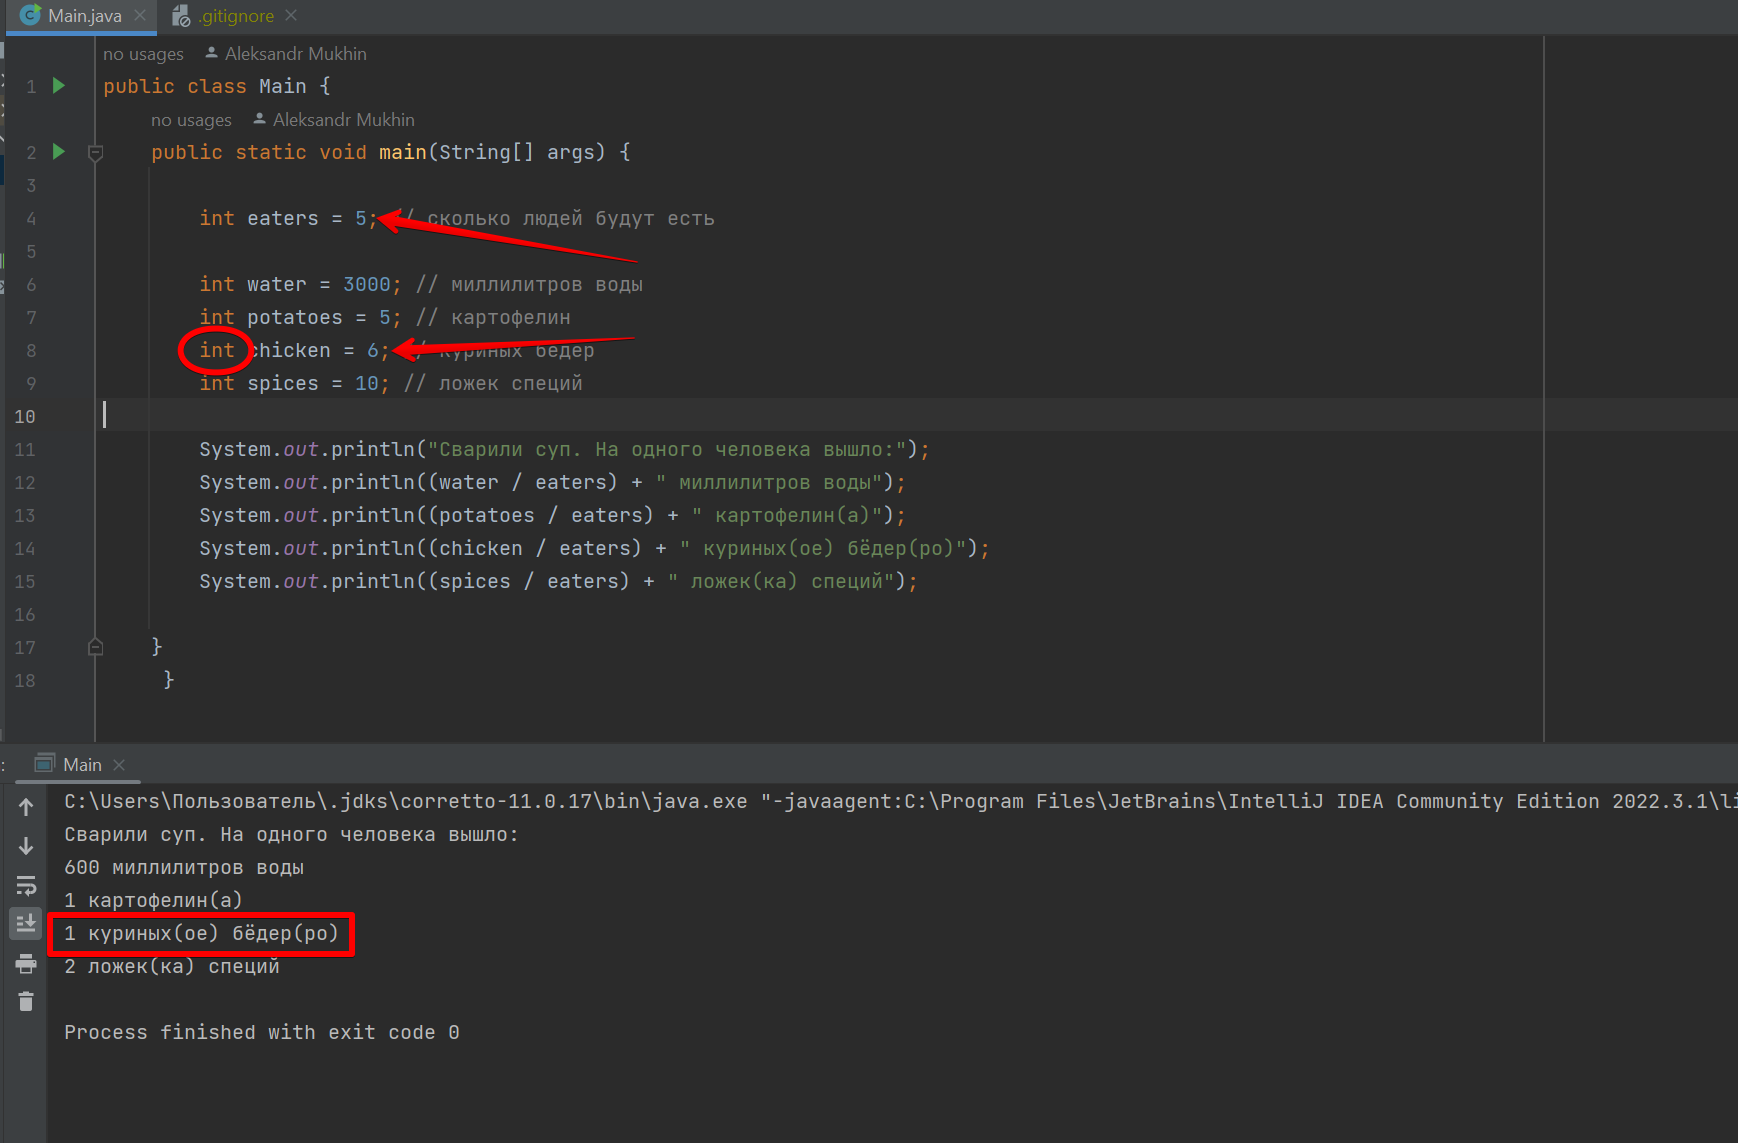 Main.java
.gitignore
no usages Aleksandr Mukhin
1 public class Main {
no usages Aleksandr Mukhin
2 public static void main(String[] args) {
3
4 int eaters = 5; // сколько людей будут есть
5
6 int water = 3000; // миллилитров воды
7 int potatoes = 5; // картофелин
8 int chicken = 6; // куриных бедер
9 int spices = 10; // ложек специй
10
11 System.out.println("Сварили суп. На одного человека вышло:");
12 System.out.println((water / eaters) + " миллилитров воды");
13 System.out.println((potatoes / eaters) + " картофелин(а)");
14 System.out.println((chicken / eaters) + " куриных(ое) бёдер(ро)");
15 System.out.println((spices / eaters) + " ложек(ка) специй");
16
17 }
18 }
: Main
C:\Users\Пользователь\.jdks\corretto-11.0.17\bin\java.exe "-javaagent:C:\Program Files\JetBrains\IntelliJ IDEA Community Edition 2022.3.1\li
Сварили суп. На одного человека вышло:
600 миллилитров воды
1 картофелин(а)
1 куриных(ое) бёдер(ро)
2 ложек(ка) специй
Process finished with exit code 0